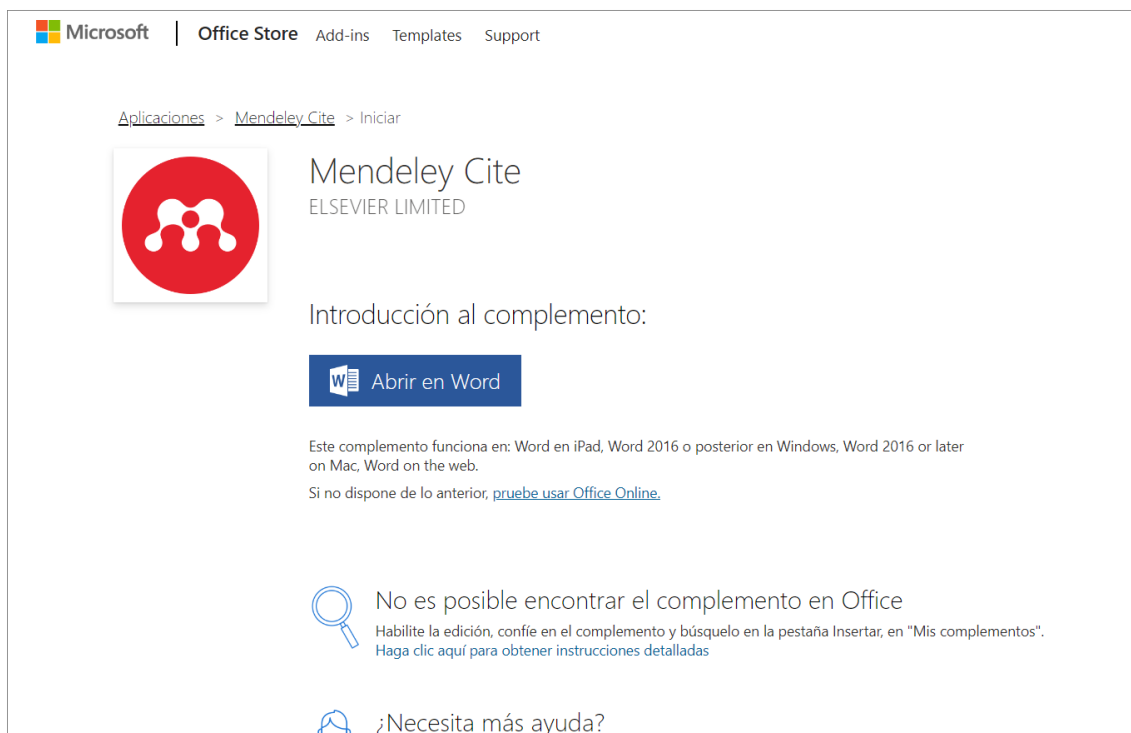 Microsoft | Office Store Add-ins Templates Support
Aplicaciones > Mendeley Cite > Iniciar
Mendeley Cite
ELSEVIER LIMITED
Introducción al complemento:
Abrir en Word
Este complemento funciona en: Word en iPad, Word 2016 o posterior en Windows, Word 2016 or later
on Mac, Word on the web.
Si no dispone de lo anterior, pruebe usar Office Online.
No es posible encontrar el complemento en Office
Habilite la edición, confíe en el complemento y búsquelo en la pestaña Insertar, en "Mis complementos".
Haga clic aquí para obtener instrucciones detalladas
¿Necesita más ayuda?